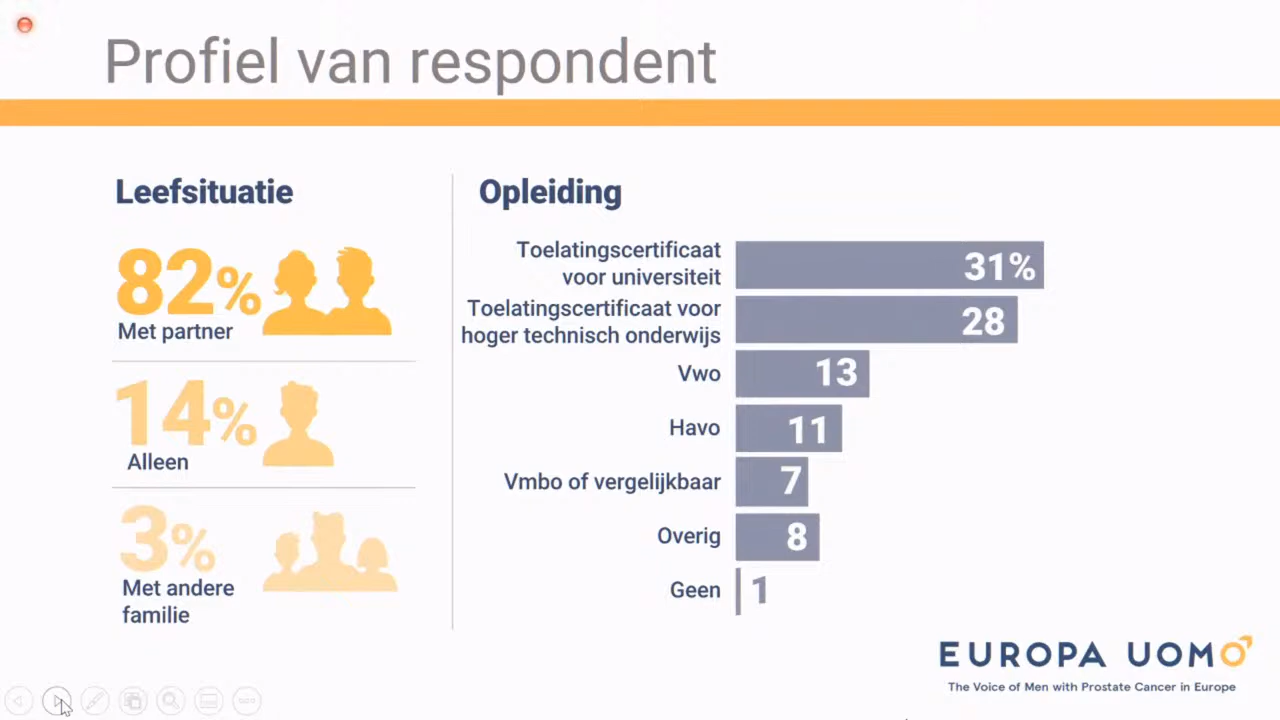 Profiel van respondent
Leefsituatie
82%
Met partner
14%
Alleen
3%
Met andere
familie
Opleiding
Toelatingscertificaat
voor universiteit
31%
Toelatingscertificaat voor
hoger technisch onderwijs
28
Vwo
13
Havo
11
Vmbo of vergelijkbaar
7
Overig
8
Geen
1
EUROPA UOMO
The Voice of Men with Prostate Cancer in Europe